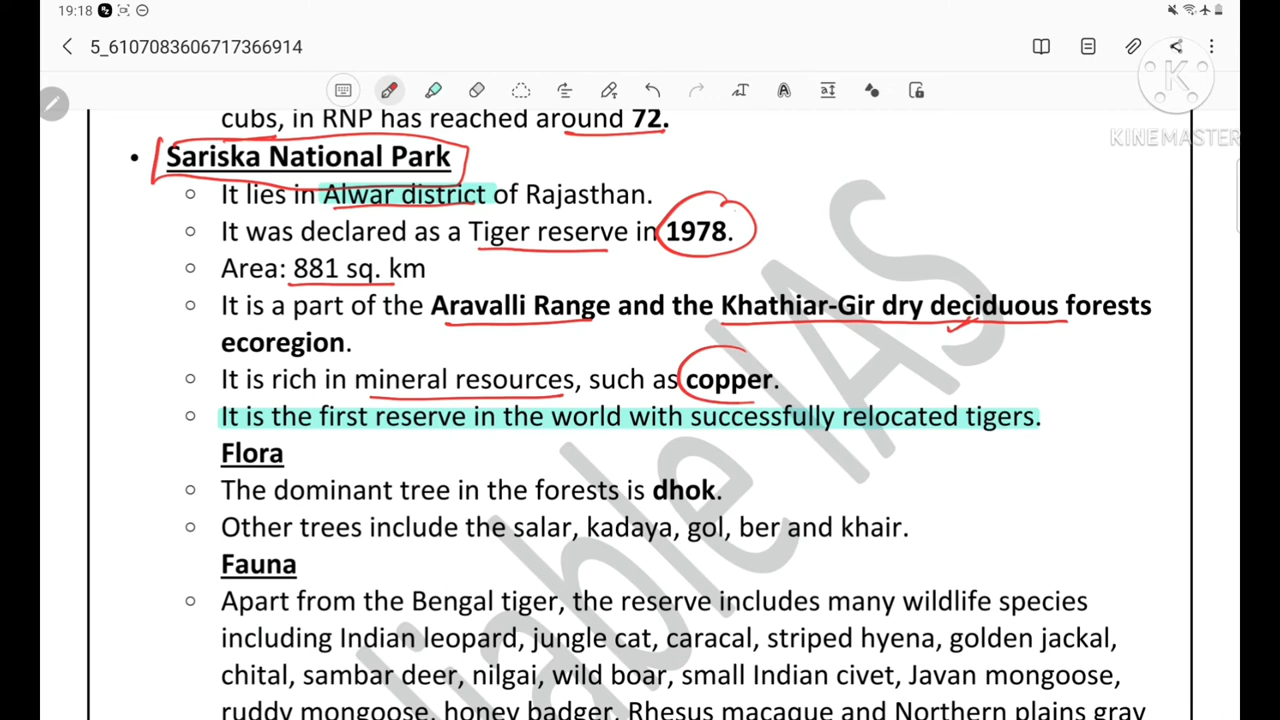 19:18
5_6107083606717366914
K
KINEMASTER
cubs, in RNP has reached around 72.
• Sariska National Park
○ It lies in Alwar district of Rajasthan.
○ It was declared as a Tiger reserve in 1978.
○ Area: 881 sq. km
○ It is a part of the Aravalli Range and the Khathiar-Gir dry deciduous forests
ecoregion.
○ It is rich in mineral resources, such as copper.
○ It is the first reserve in the world with successfully relocated tigers.
Flora
○ The dominant tree in the forests is dhok.
○ Other trees include the salar, kadaya, gol, ber and khair.
Fauna
○ Apart from the Bengal tiger, the reserve includes many wildlife species
including Indian leopard, jungle cat, caracal, striped hyena, golden jackal,
chital, sambar deer, nilgai, wild boar, small Indian civet, Javan mongoose,
ruddy mongoose, honey badger, Rhesus macaque and Northern plains gray
liable IAS